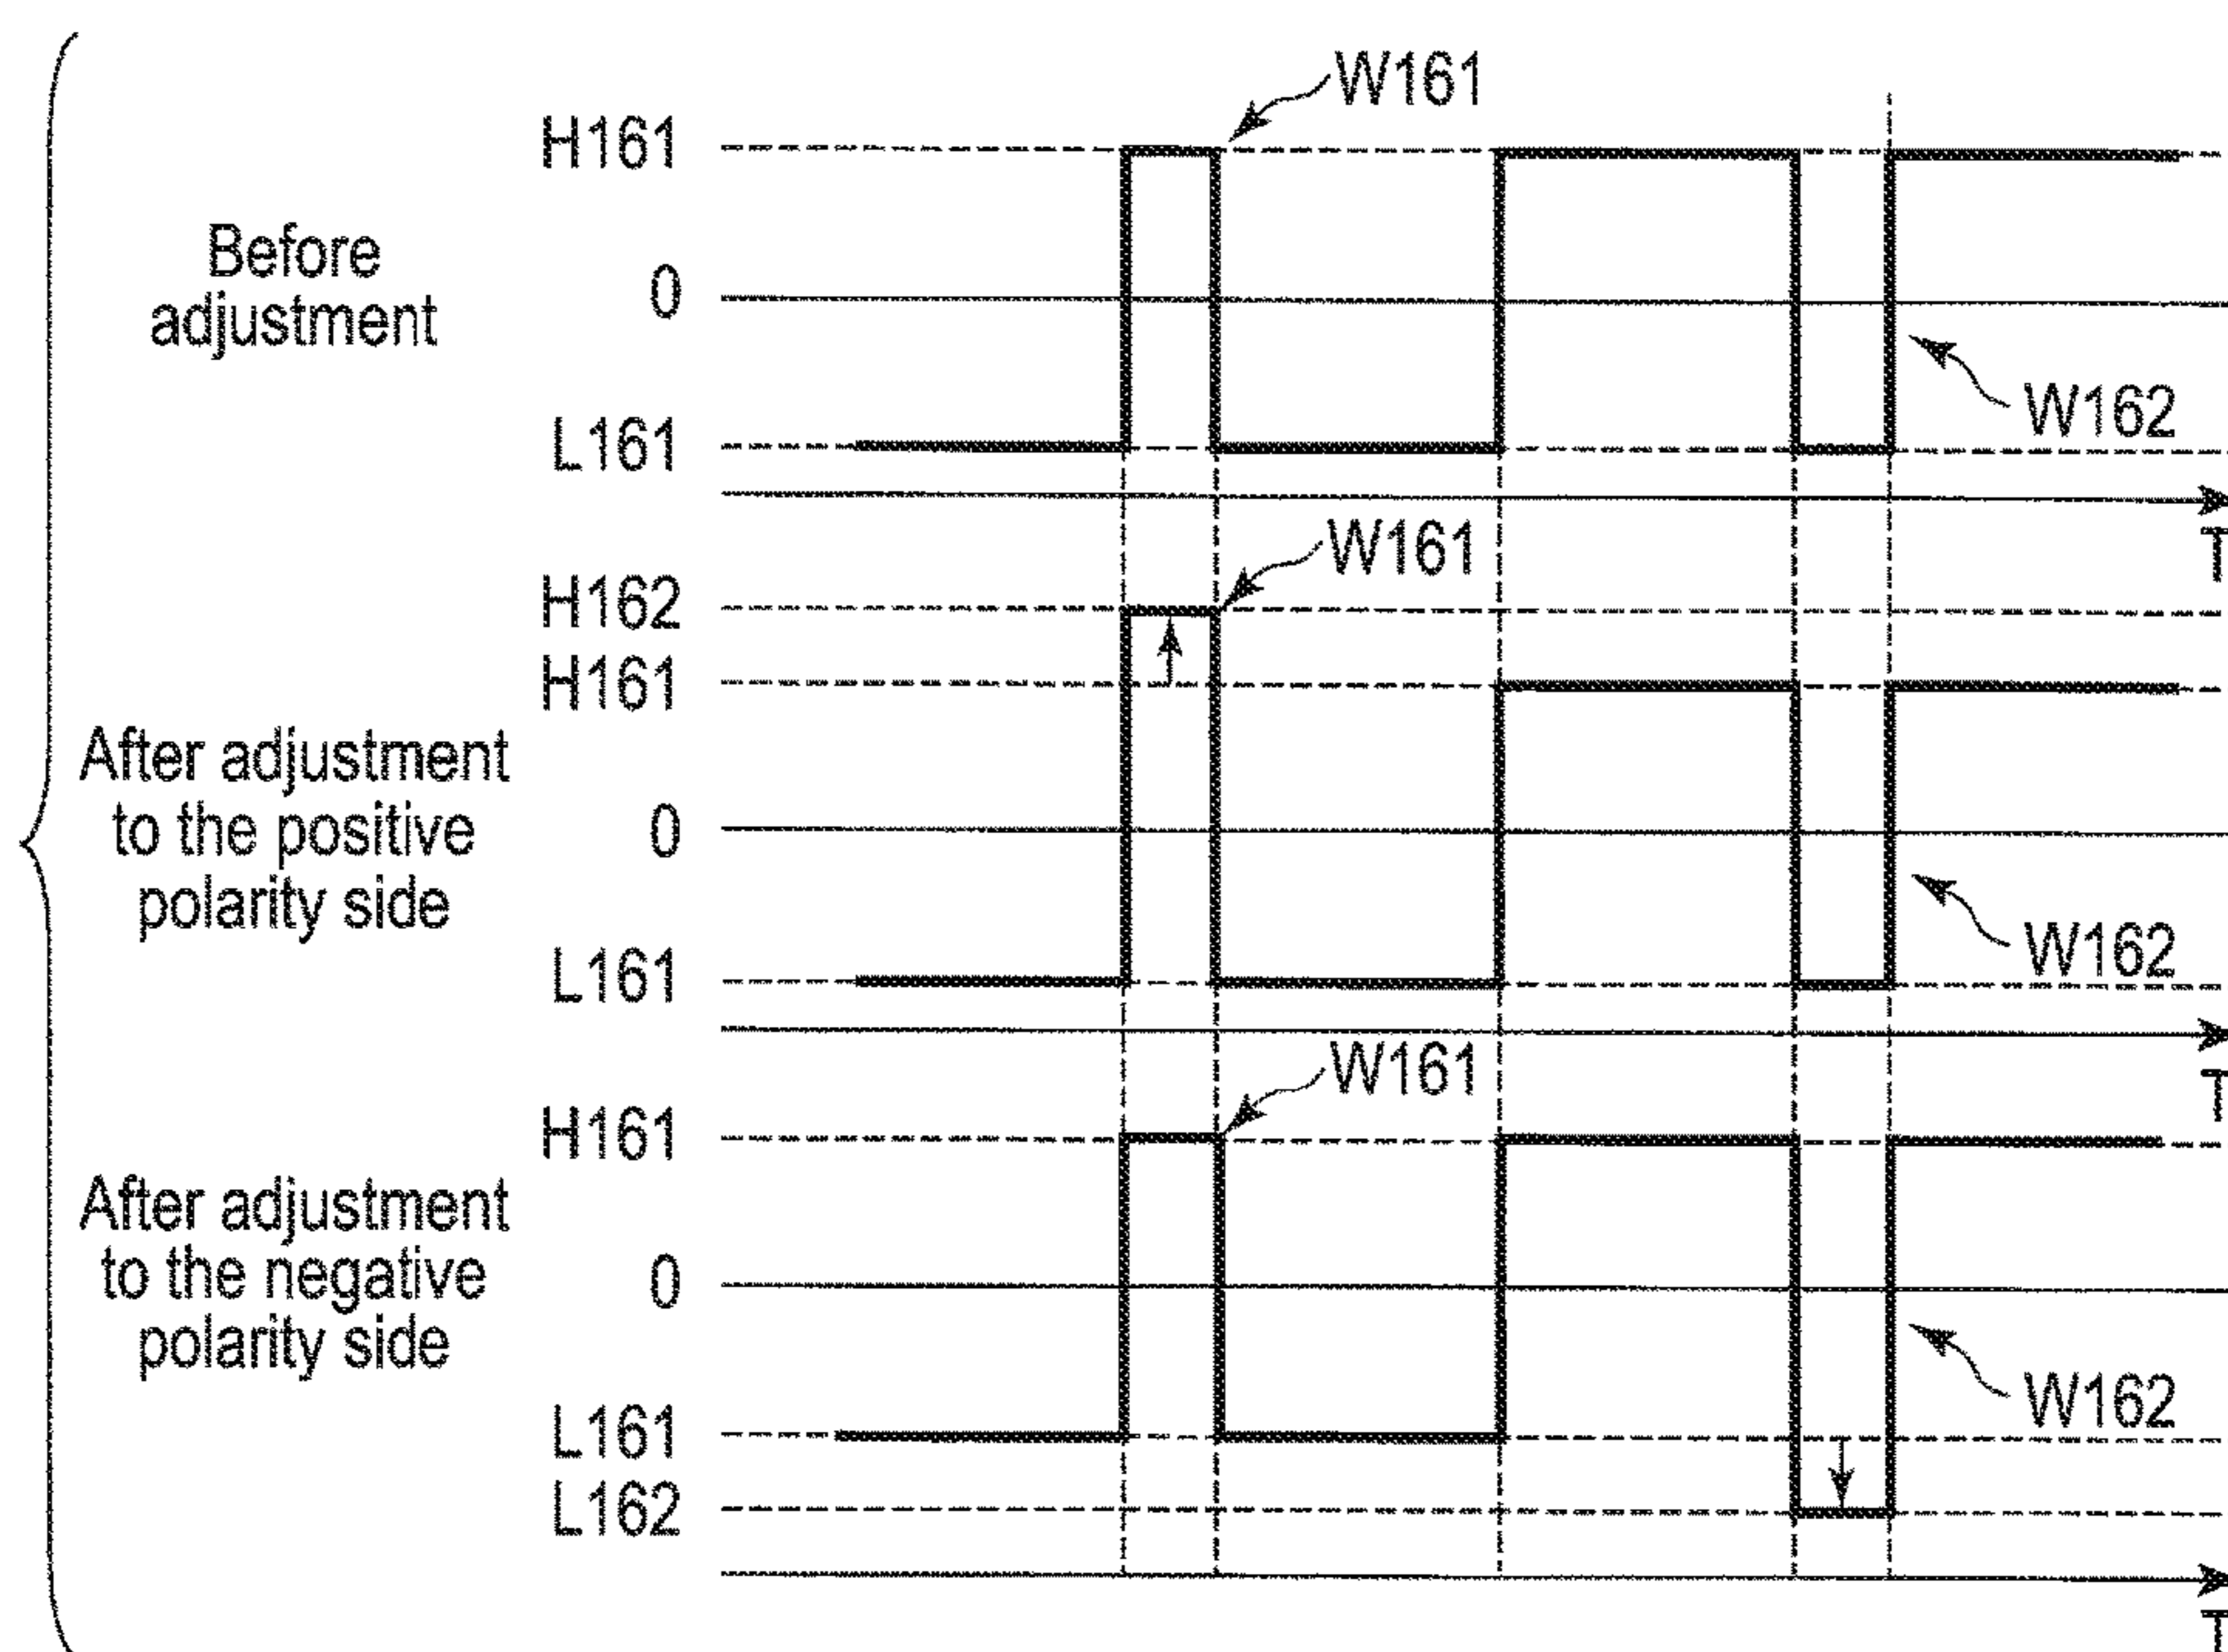 W161
H161
Before
adjustment
0
W162
L161
T
W161
H162
H161
After adjustment
to the positive
polarity side
0
W162
L161
T
W161
H161
After adjustment
to the negative
polarity side
0
W162
L161
L162
T